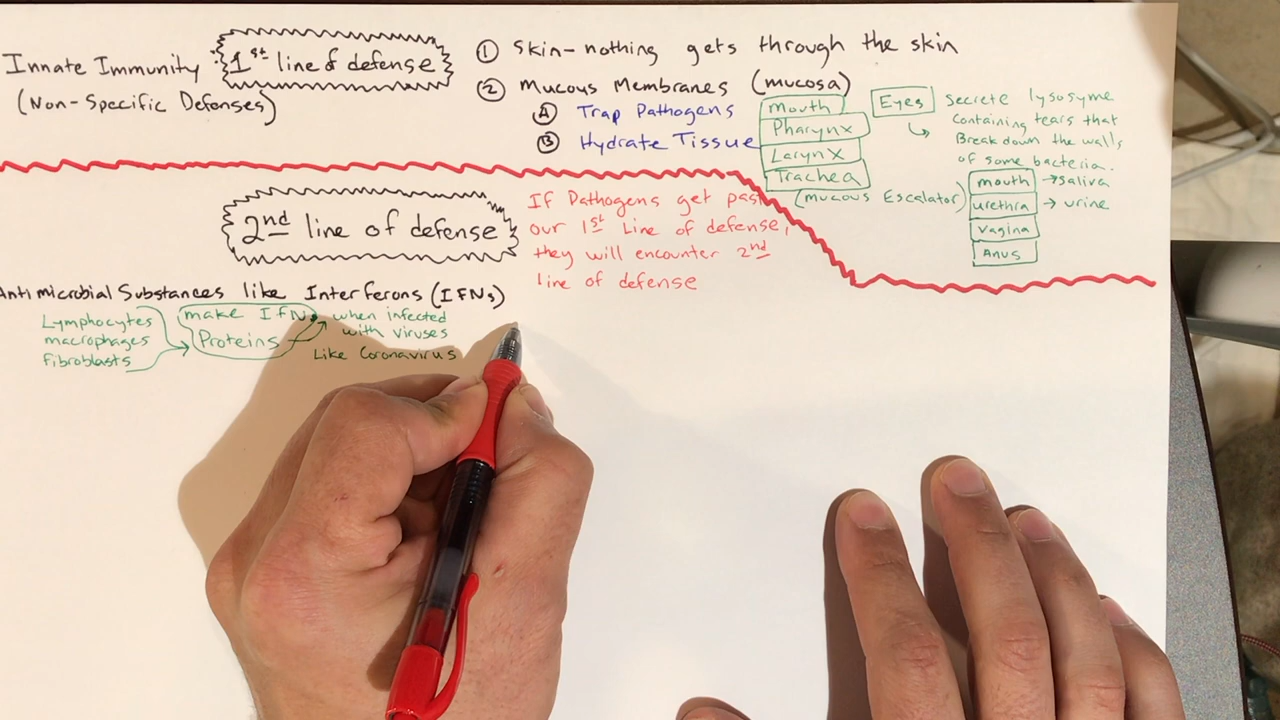 Innate Immunity : 1st line of defense
(Non-Specific Defenses)
① Skin- nothing gets through the skin
② Mucous Membranes (mucosa)
Ⓐ Trap Pathogens
Ⓑ Hydrate Tissue
mouth
Pharynx
Larynx
Trachea
(mucous Escalator)
Eyes
Secrete lysosyme
Containing tears that
Break down the walls
of some bacteria.
mouth → saliva
urethra → urine
vagina
Anus
2nd line of defense
If Pathogens get past
our 1st Line of defense,
they will encounter 2nd
line of defense
Antimicrobial Substances like Interferons (IFNs)
Lymphocytes
macrophages
fibroblasts
make IFNs
Proteins
when infected
with viruses
Like Coronavirus